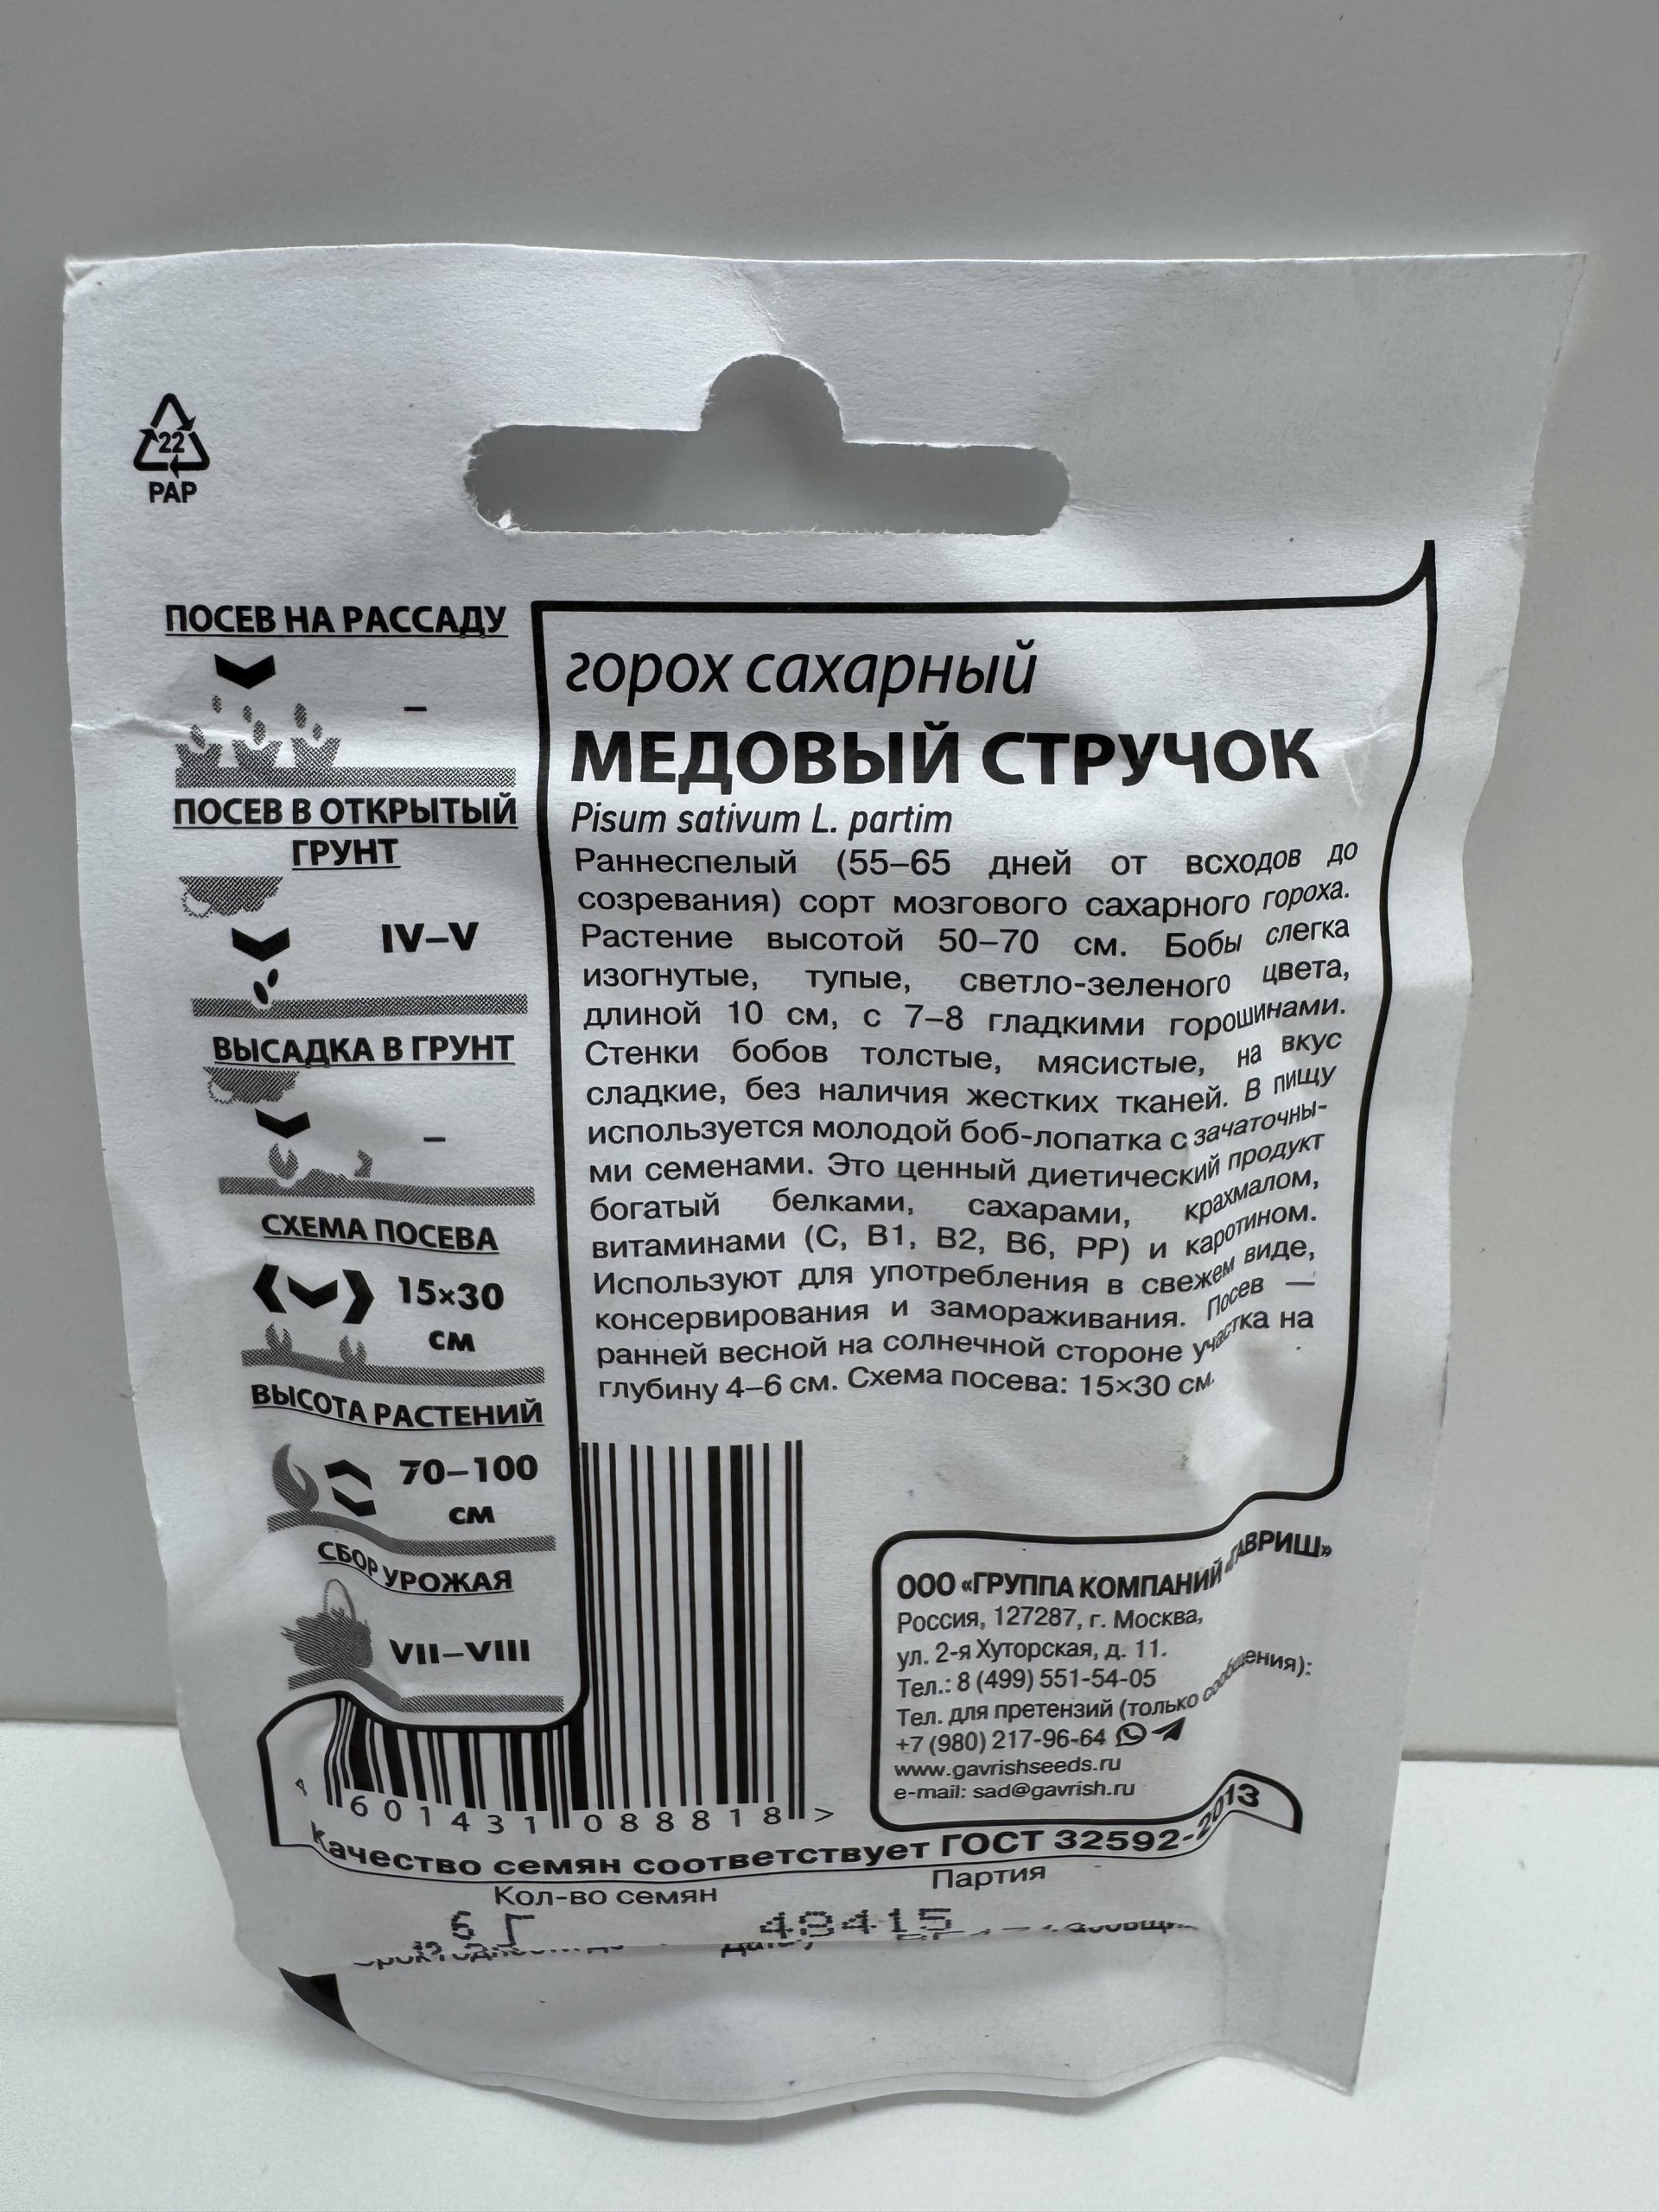 22
PAP
ПОСЕВ НА РАССАДУ
–
ПОСЕВ В ОТКРЫТЫЙ
ГРУНТ
IV–V
ВЫСАДКА В ГРУНТ
–
СХЕМА ПОСЕВА
15×30
см
ВЫСОТА РАСТЕНИЙ
70–100
см
СБОР УРОЖАЯ
VII–VIII
горох сахарный
МЕДОВЫЙ СТРУЧОК
Pisum sativum L. partim
Раннеспелый (55–65 дней от всходов до
созревания) сорт мозгового сахарного гороха.
Растение высотой 50–70 см. Бобы слегка
изогнутые, тупые, светло-зеленого цвета,
длиной 10 см, с 7–8 гладкими горошинами.
Стенки бобов толстые, мясистые, на вкус
сладкие, без наличия жестких тканей. В пищу
используется молодой боб-лопатка с зачаточны-
ми семенами. Это ценный диетический продукт
богатый белками, сахарами, крахмалом,
витаминами (С, В1, В2, В6, РР) и каротином.
Используют для употребления в свежем виде,
консервирования и замораживания. Посев —
ранней весной на солнечной стороне участка на
глубину 4–6 см. Схема посева: 15×30 см.
ООО «ГРУППА КОМПАНИЙ «ГАВРИШ»
Россия, 127287, г. Москва,
ул. 2-я Хуторская, д. 11.
Тел.: 8 (499) 551-54-05
Тел. для претензий (только сообщения):
+7 (980) 217-96-64
www.gavrishseeds.ru
e-mail: sad@gavrish.ru
4 601431 088818 >
Качество семян соответствует ГОСТ 32592-2013
Кол-во семян Партия
6 Г 48415